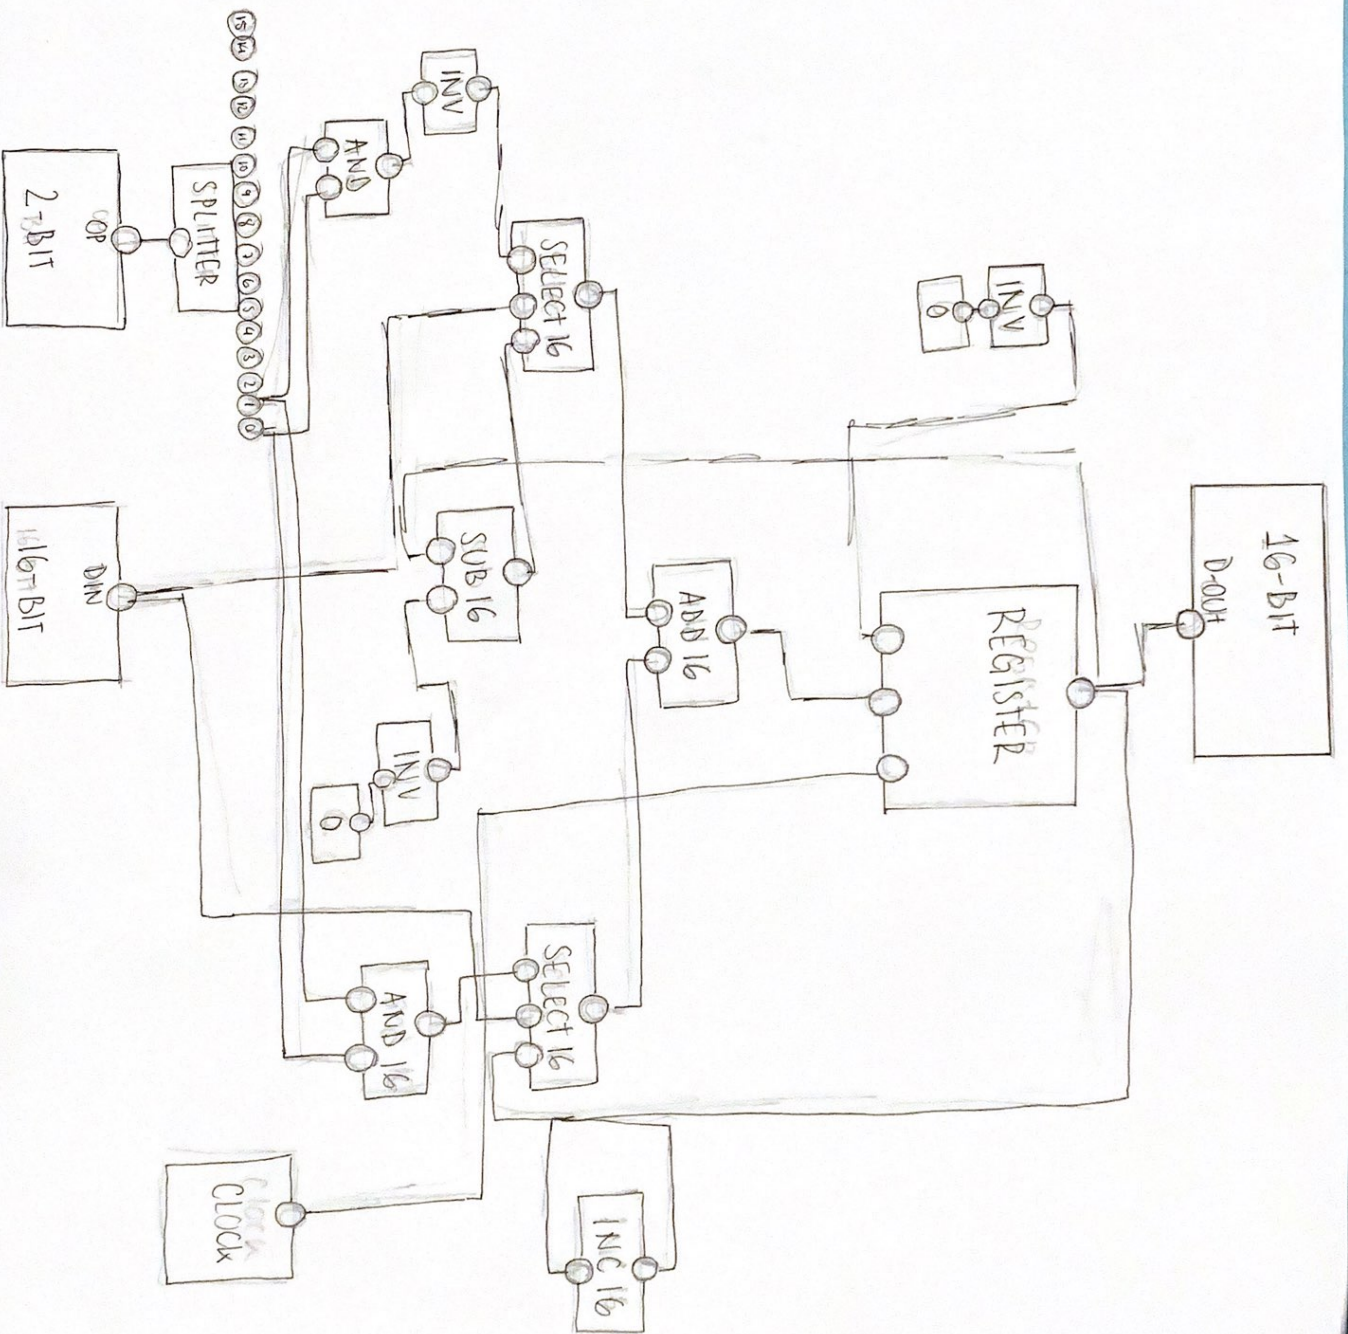 16-BIT
D-OUT
REGISTER
INV
0
ADD 16
SELECT 16
SELECT 16
INC 16
INV
SUB 16
AND
INV
0
AND 16
15 14 13 12 11 10 9 8 7 6 5 4 3 2 1 0
SPLITTER
CLOCK
OP
2-BIT
DIN
16-BIT